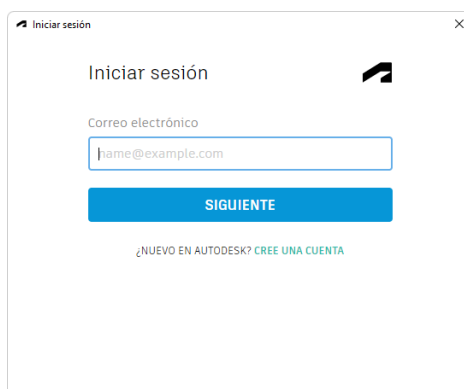 Iniciar sesión
Iniciar sesión
Correo electrónico
name@example.com
SIGUIENTE
¿NUEVO EN AUTODESK? CREE UNA CUENTA